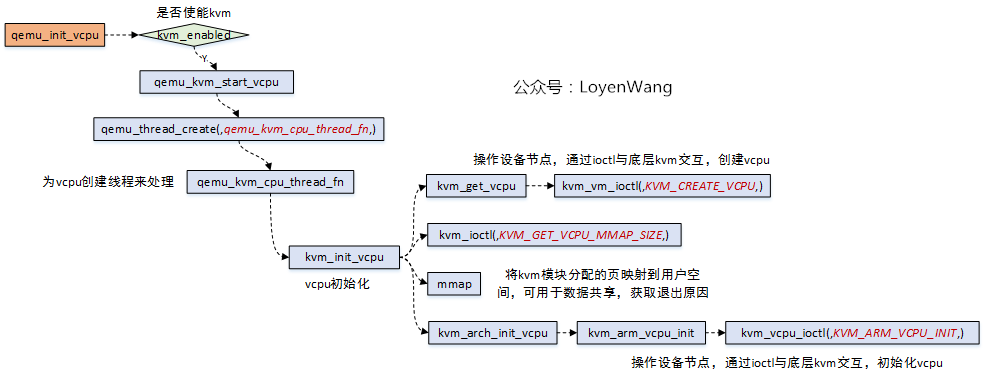 是否使能kvm
qemu_init_vcpu
kvm_enabled
Y
qemu_kvm_start_vcpu
公众号：LoyenWang
qemu_thread_create(,qemu_kvm_cpu_thread_fn,)
为vcpu创建线程来处理
qemu_kvm_cpu_thread_fn
操作设备节点，通过ioctl与底层kvm交互，创建vcpu
kvm_get_vcpu
kvm_vm_ioctl(,KVM_CREATE_VCPU,)
kvm_ioctl(,KVM_GET_VCPU_MMAP_SIZE,)
kvm_init_vcpu
vcpu初始化
mmap
将kvm模块分配的页映射到用户空
间，可用于数据共享，获取退出原因
kvm_arch_init_vcpu
kvm_arm_vcpu_init
kvm_vcpu_ioctl(,KVM_ARM_VCPU_INIT,)
操作设备节点，通过ioctl与底层kvm交互，初始化vcpu